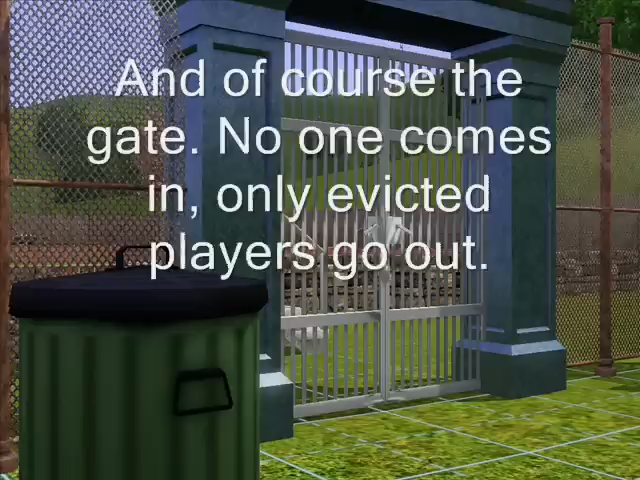 And of course the
gate. No one comes
in, only evicted
players go out.